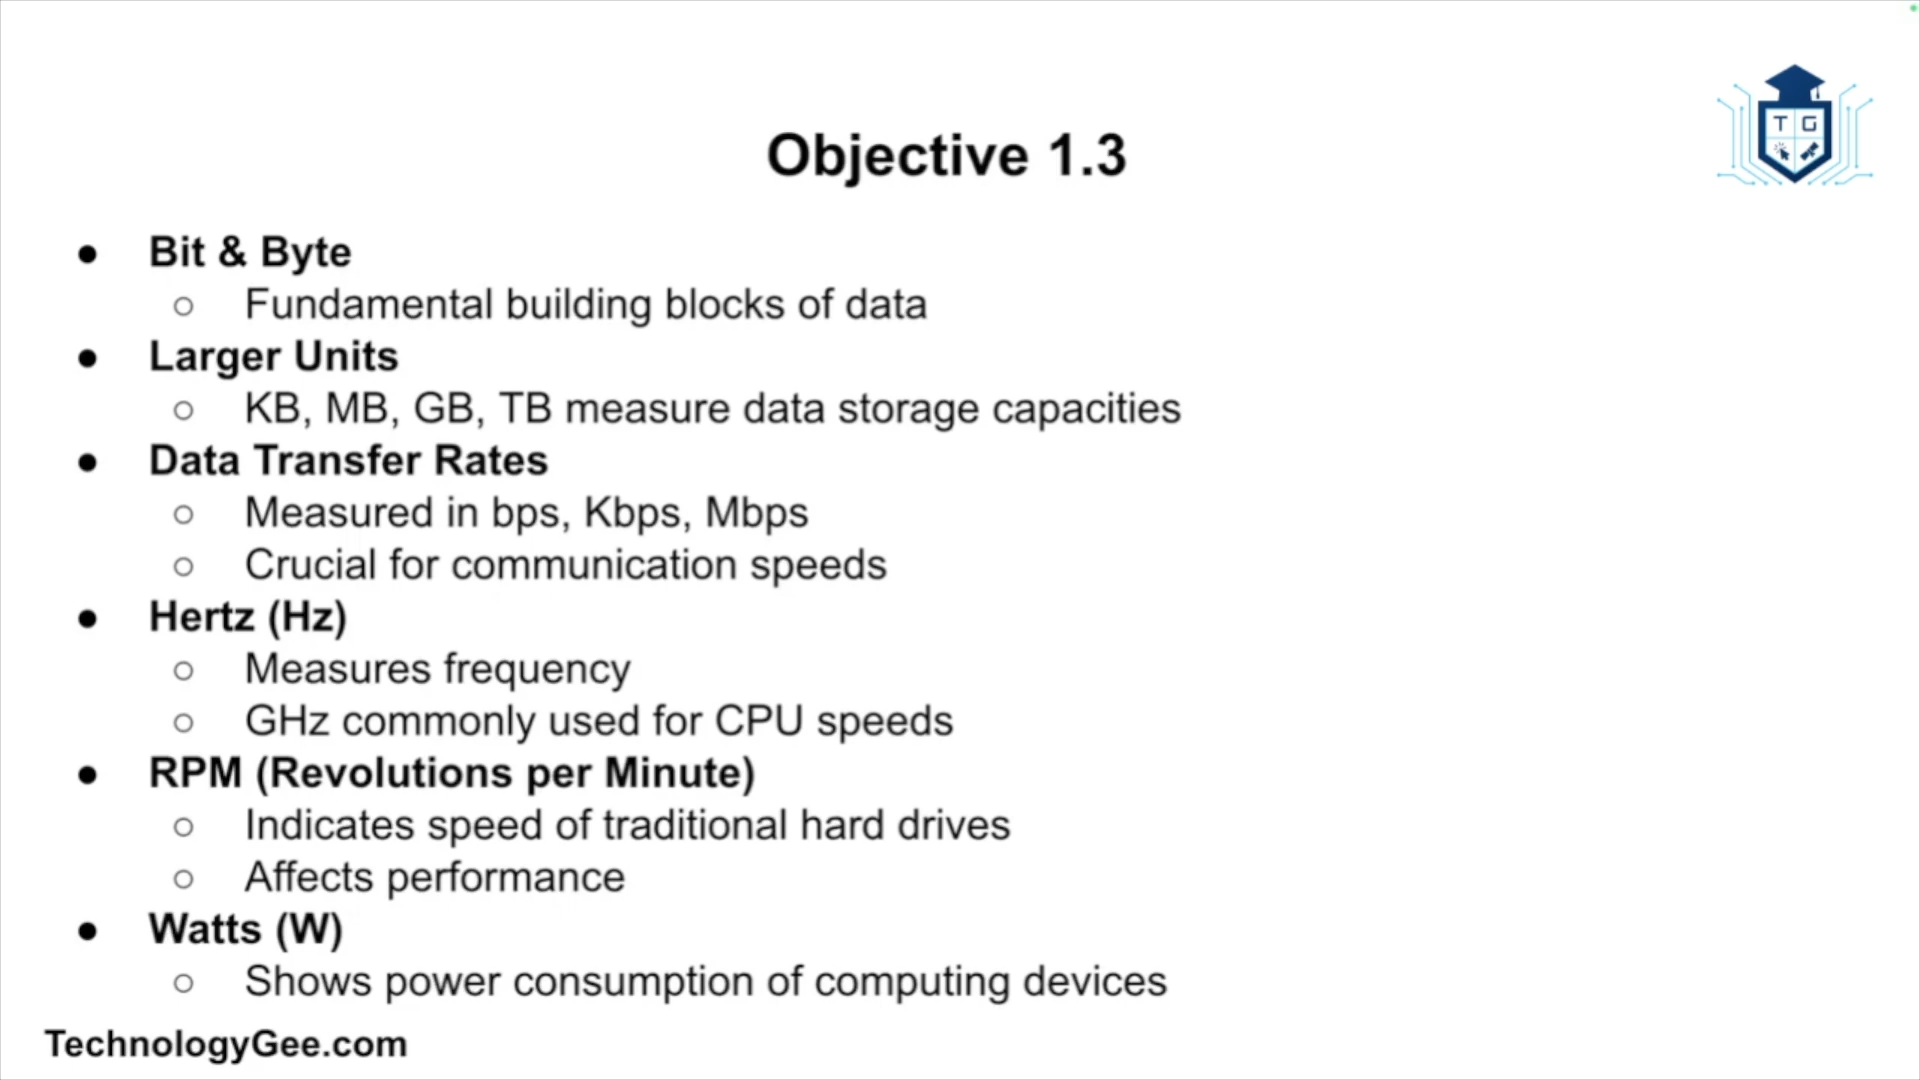 T G
Objective 1.3
● Bit & Byte
○ Fundamental building blocks of data
● Larger Units
○ KB, MB, GB, TB measure data storage capacities
● Data Transfer Rates
○ Measured in bps, Kbps, Mbps
○ Crucial for communication speeds
● Hertz (Hz)
○ Measures frequency
○ GHz commonly used for CPU speeds
● RPM (Revolutions per Minute)
○ Indicates speed of traditional hard drives
○ Affects performance
● Watts (W)
○ Shows power consumption of computing devices
TechnologyGee.com